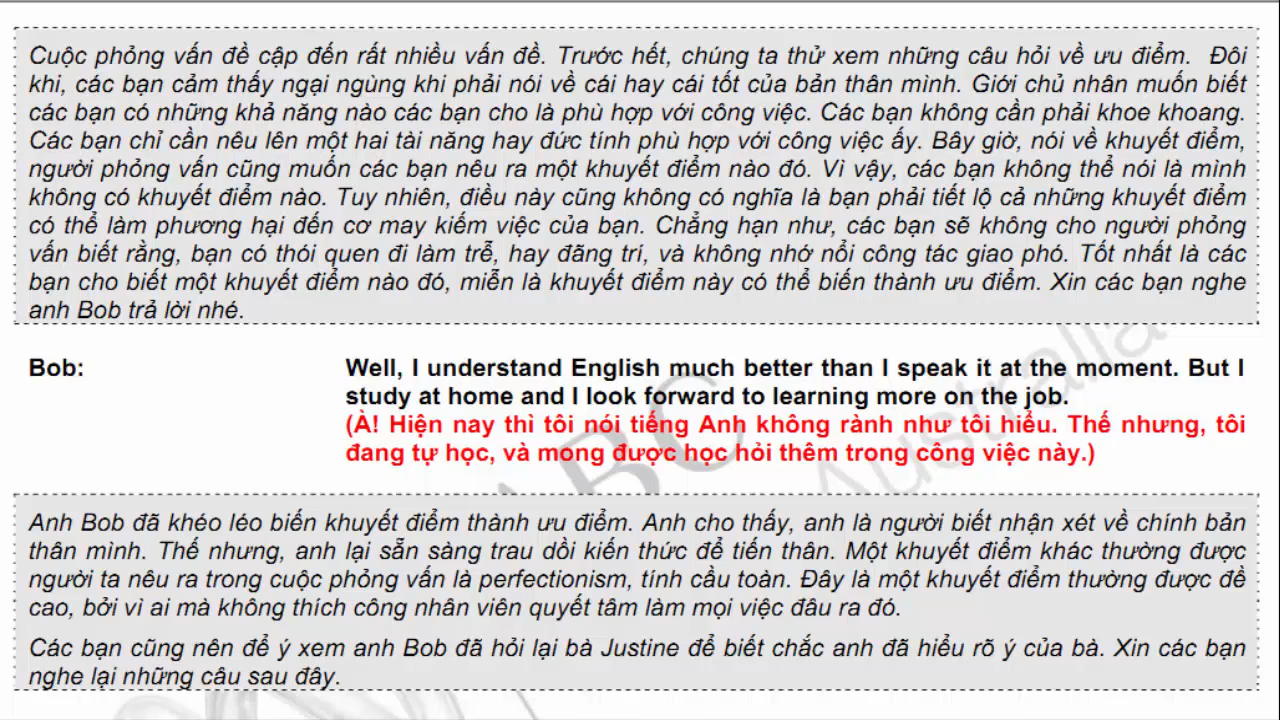 Cuộc phỏng vấn đề cập đến rất nhiều vấn đề. Trước hết, chúng ta thử xem những câu hỏi về ưu điểm. Đôi
khi, các bạn cảm thấy ngại ngùng khi phải nói về cái hay cái tốt của bản thân mình. Giới chủ nhân muốn biết
các bạn có những khả năng nào các bạn cho là phù hợp với công việc. Các bạn không cần phải khoe khoang.
Các bạn chỉ cần nêu lên một hai tài năng hay đức tính phù hợp với công việc ấy. Bây giờ, nói về khuyết điểm,
người phỏng vấn cũng muốn các bạn nêu ra một khuyết điểm nào đó. Vì vậy, các bạn không thể nói là mình
không có khuyết điểm nào. Tuy nhiên, điều này cũng không có nghĩa là bạn phải tiết lộ cả những khuyết điểm
có thể làm phương hại đến cơ may kiếm việc của bạn. Chẳng hạn như, các bạn sẽ không cho người phỏng
vấn biết rằng, bạn có thói quen đi làm trễ, hay đãng trí, và không nhớ nổi công tác giao phó. Tốt nhất là các
bạn cho biết một khuyết điểm nào đó, miễn là khuyết điểm này có thể biến thành ưu điểm. Xin các bạn nghe
anh Bob trả lời nhé.
Bob: Well, I understand English much better than I speak it at the moment. But I
study at home and I look forward to learning more on the job.
(À! Hiện nay thì tôi nói tiếng Anh không rành như tôi hiểu. Thế nhưng, tôi
đang tự học, và mong được học hỏi thêm trong công việc này.)
ABC
Australia
Anh Bob đã khéo léo biến khuyết điểm thành ưu điểm. Anh cho thấy, anh là người biết nhận xét về chính bản
thân mình. Thế nhưng, anh lại sẵn sàng trau dồi kiến thức để tiến thân. Một khuyết điểm khác thường được
người ta nêu ra trong cuộc phỏng vấn là perfectionism, tính cầu toàn. Đây là một khuyết điểm thường được đề
cao, bởi vì ai mà không thích công nhân viên quyết tâm làm mọi việc đâu ra đó.
Các bạn cũng nên để ý xem anh Bob đã hỏi lại bà Justine để biết chắc anh đã hiểu rõ ý của bà. Xin các bạn
nghe lại những câu sau đây.